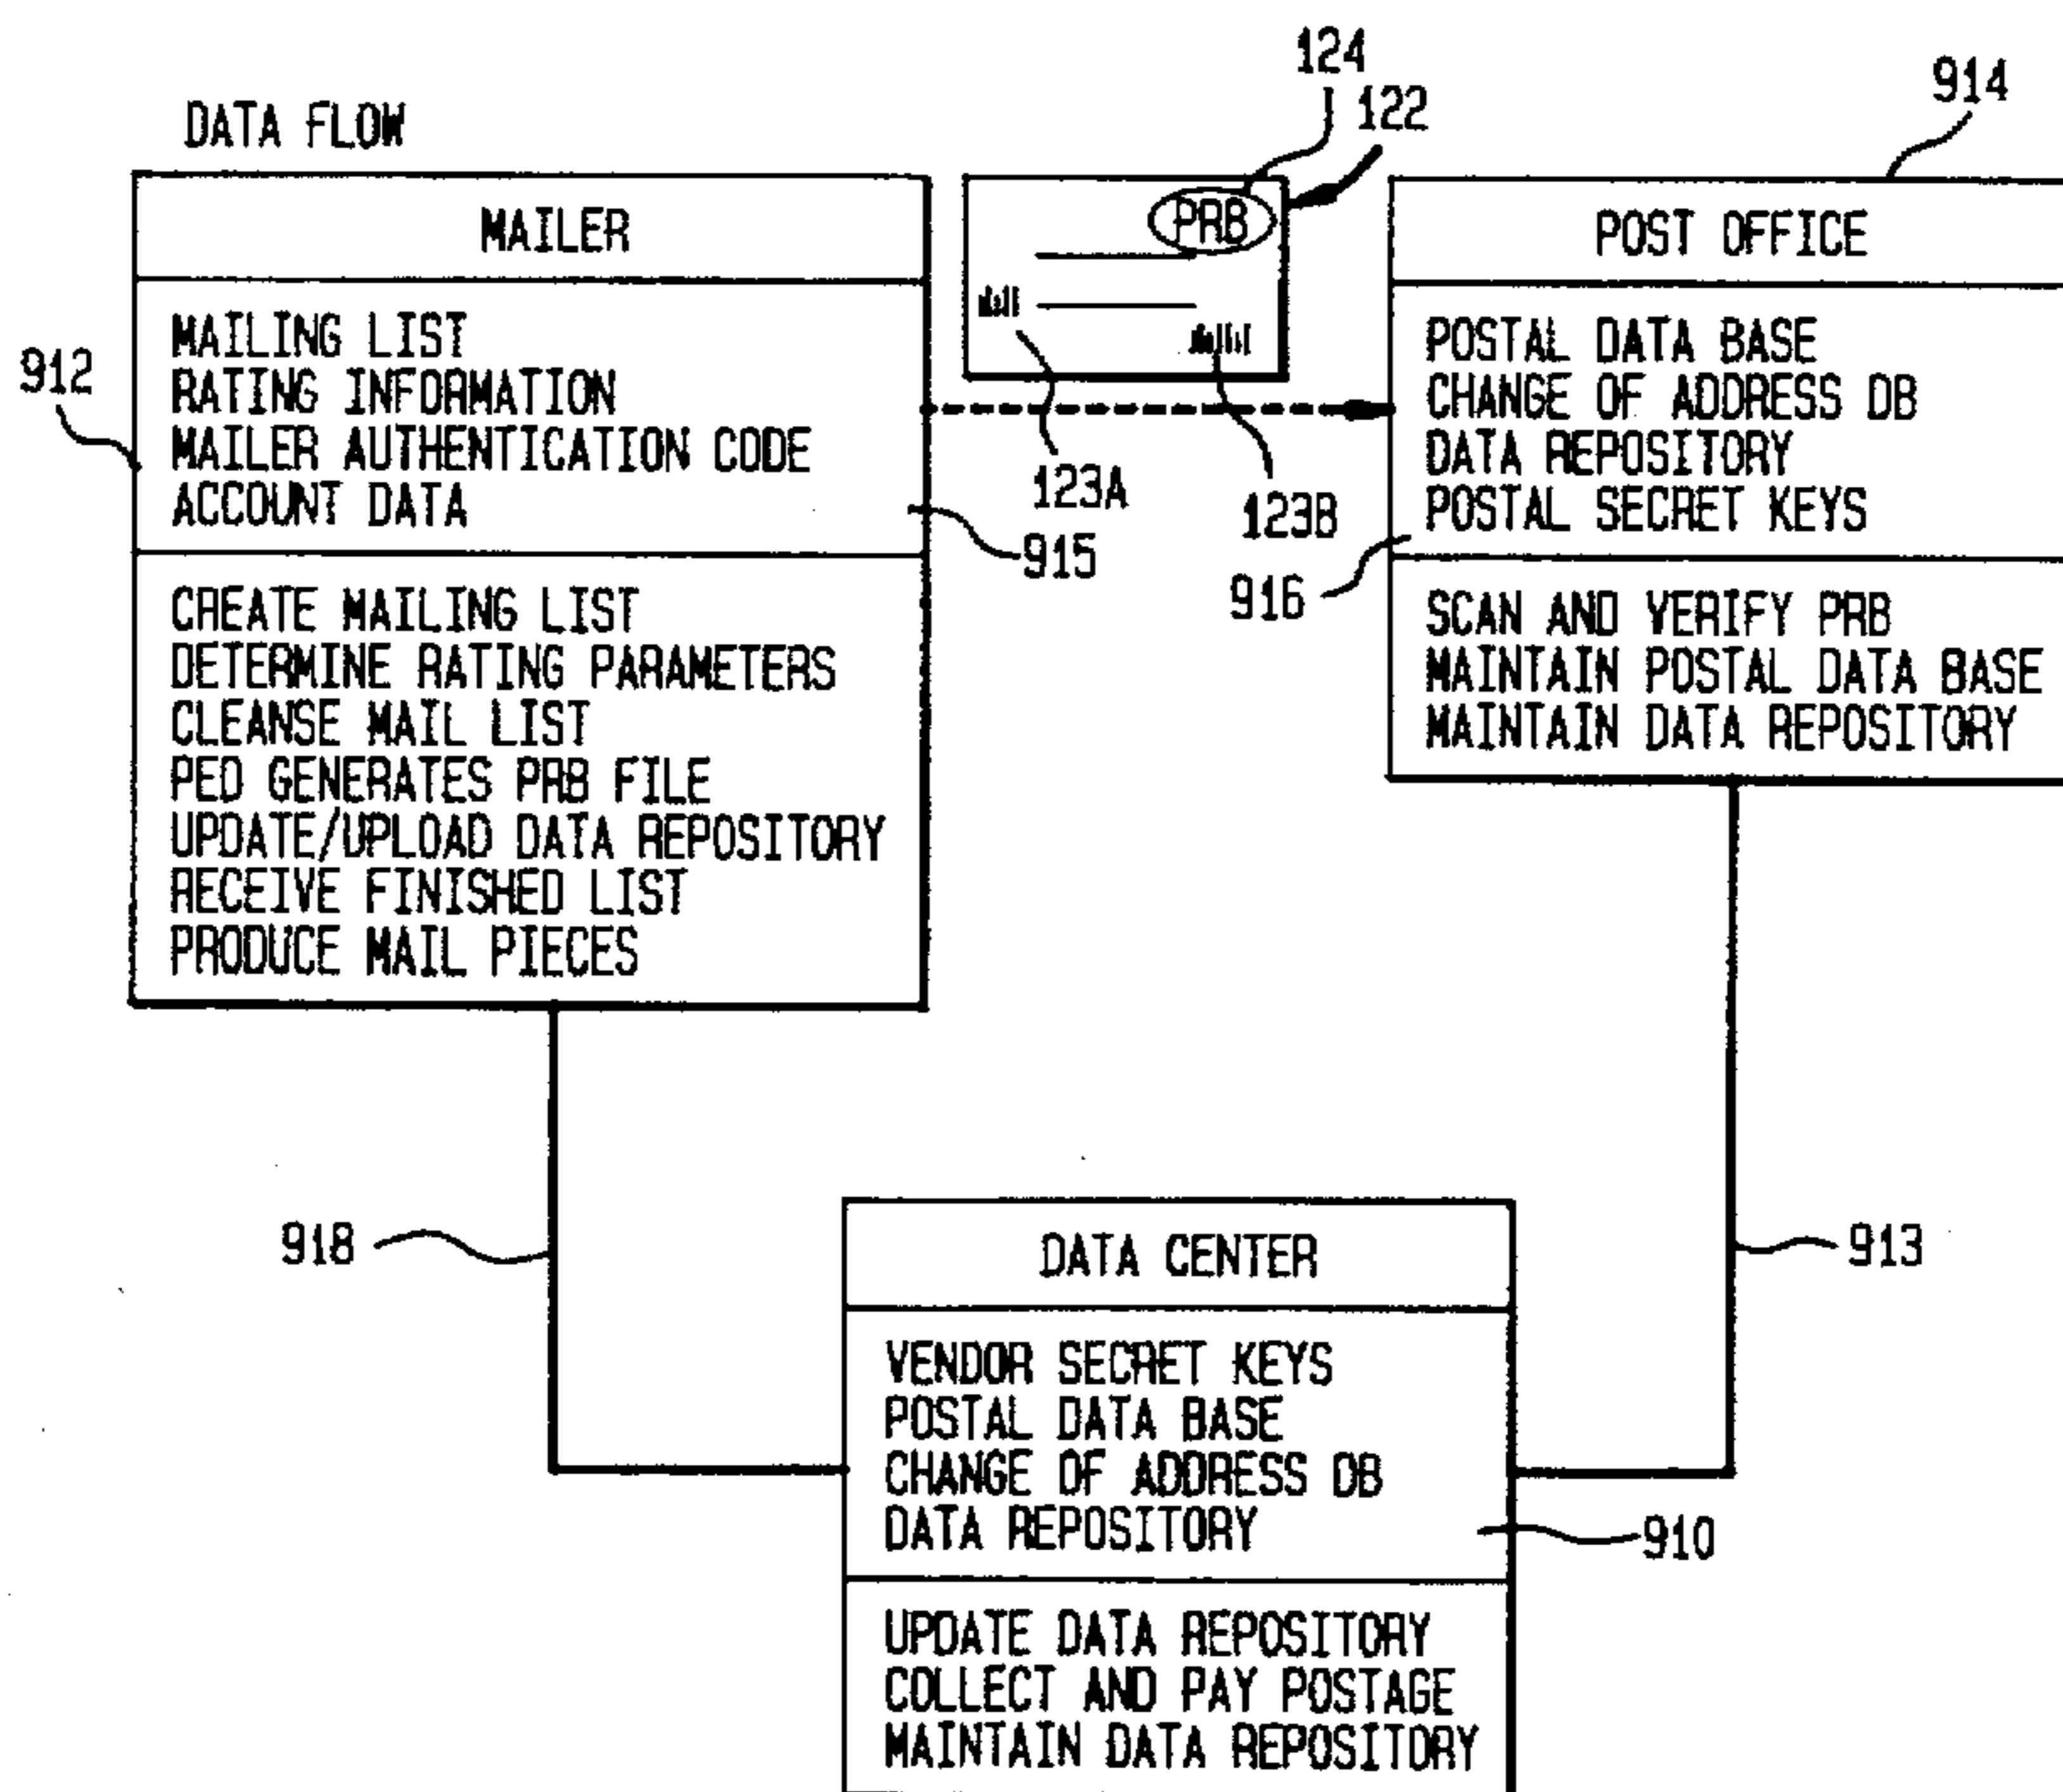 124
122
914
DATA FLOW
MAILER
PRB
POST OFFICE
912
MAILING LIST
RATING INFORMATION
MAILER AUTHENTICATION CODE
ACCOUNT DATA
POSTAL DATA BASE
CHANGE OF ADDRESS DB
DATA REPOSITORY
POSTAL SECRET KEYS
123A
123B
915
916
CREATE MAILING LIST
DETERMINE RATING PARAMETERS
CLEANSE MAIL LIST
PED GENERATES PRB FILE
UPDATE/UPLOAD DATA REPOSITORY
RECEIVE FINISHED LIST
PRODUCE MAIL PIECES
SCAN AND VERIFY PRB
MAINTAIN POSTAL DATA BASE
MAINTAIN DATA REPOSITORY
918
DATA CENTER
913
VENDOR SECRET KEYS
POSTAL DATA BASE
CHANGE OF ADDRESS DB
DATA REPOSITORY
910
UPDATE DATA REPOSITORY
COLLECT AND PAY POSTAGE
MAINTAIN DATA REPOSITORY